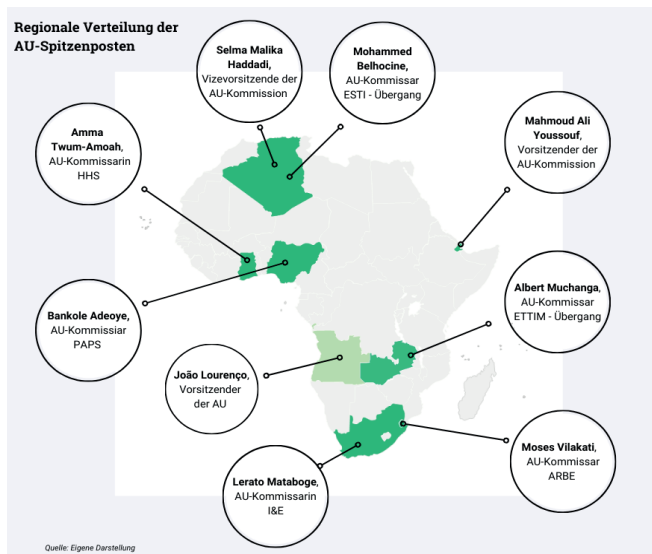 Regionale Verteilung der
AU-Spitzenposten
Selma Malika
Haddadi,
Vizevorsitzende der
AU-Kommission
Mohammed
Belhocine,
AU-Kommissar
ESTI - Übergang
Amma
Twum-Amoah,
AU-Kommissarin
HHS
Mahmoud Ali
Youssouf,
Vorsitzender der
AU-Kommission
Bankole Adeoye,
AU-Kommissiar
PAPS
Albert Muchanga,
AU-Kommissar
ETTIM - Übergang
João Lourenço,
Vorsitzender
der AU
Lerato Mataboge,
AU-Kommissarin
I&E
Moses Vilakati,
AU-Kommissar
ARBE
Quelle: Eigene Darstellung